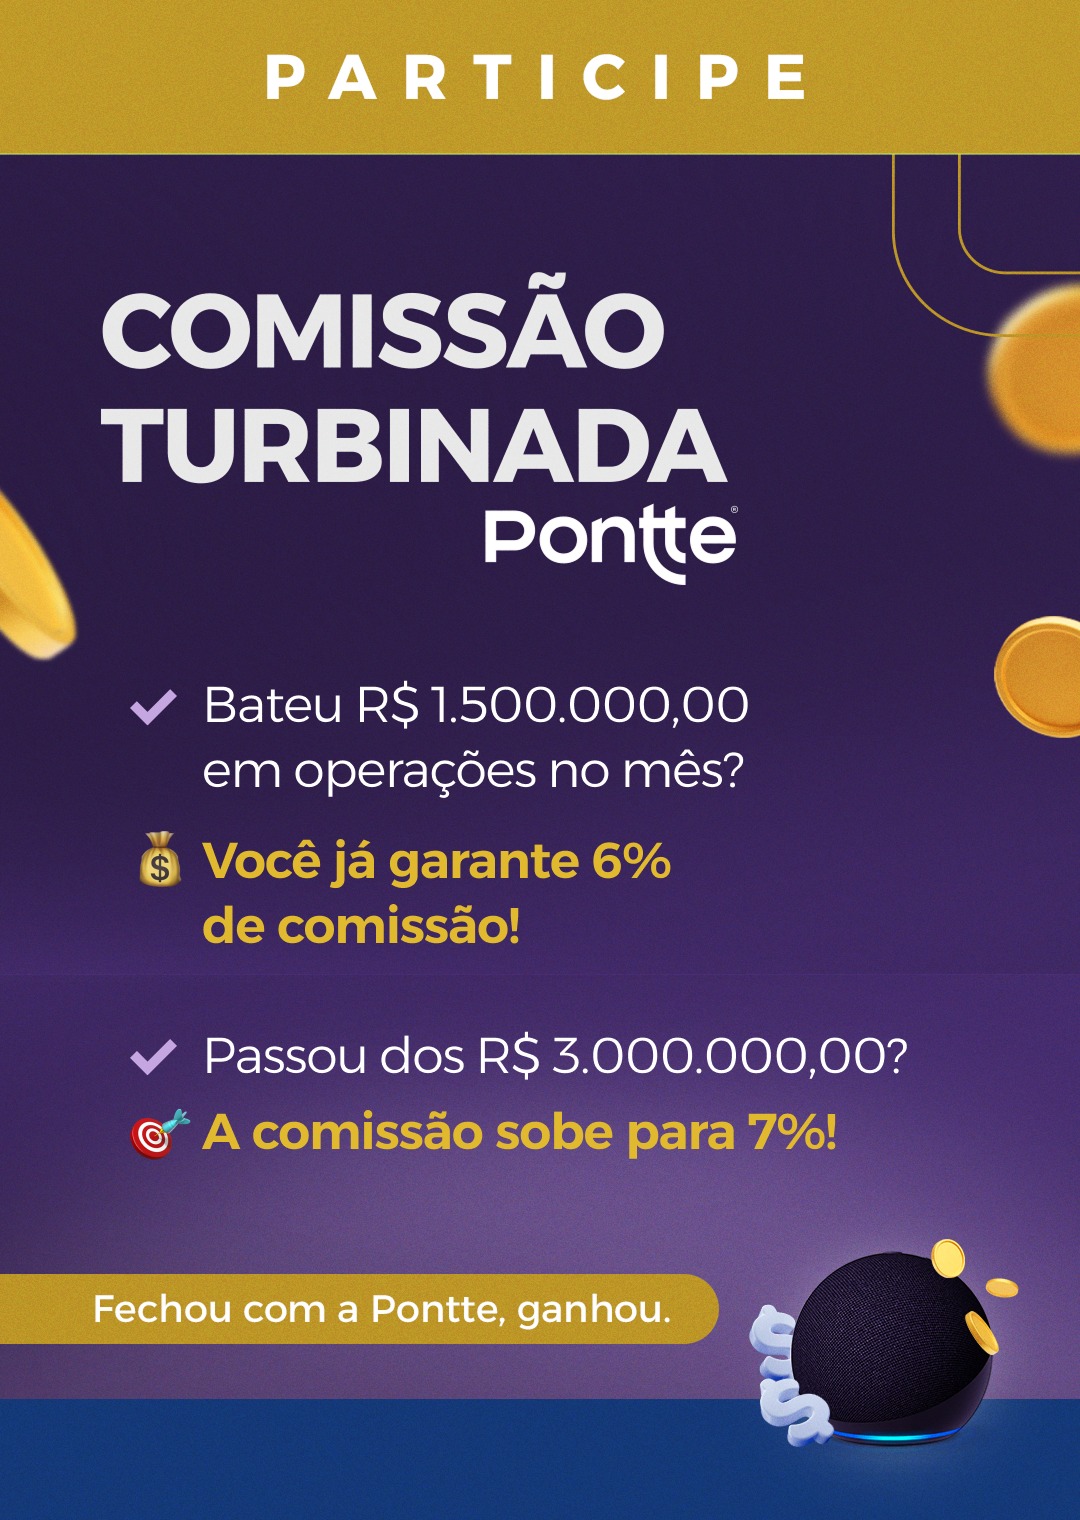 PARTICIPE
COMISSÃO
TURBINADA
Pontte®
Bateu R$ 1.500.000,00
em operações no mês?
Você já garante 6%
de comissão!
Passou dos R$ 3.000.000,00?
A comissão sobe para 7%!
Fechou com a Pontte, ganhou.